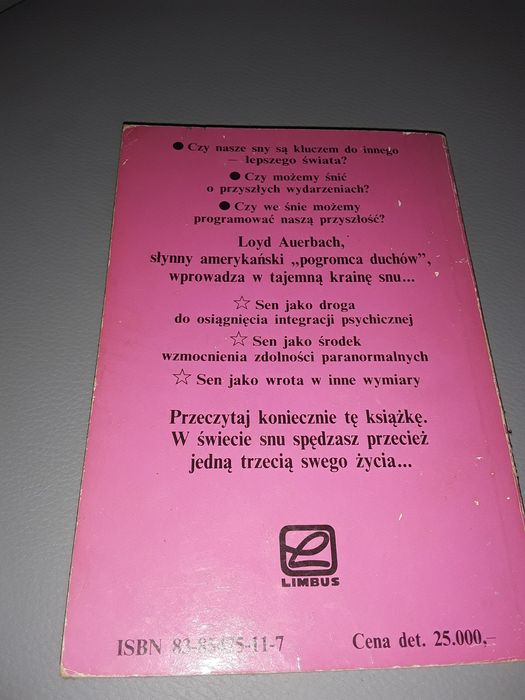 ● Czy nasze sny są kluczem do innego
— lepszego świata?
● Czy możemy śnić
o przyszłych wydarzeniach?
● Czy we śnie możemy
programować naszą przyszłość?
Loyd Auerbach,
słynny amerykański „pogromca duchów",
wprowadza w tajemną krainę snu...
☆ Sen jako droga
do osiągnięcia integracji psychicznej
☆ Sen jako środek
wzmocnienia zdolności paranormalnych
☆ Sen jako wrota w inne wymiary
Przeczytaj koniecznie tę książkę.
W świecie snu spędzasz przecież
jedną trzecią swego życia...
LIMBUS
ISBN
Cena det. 25.000,—